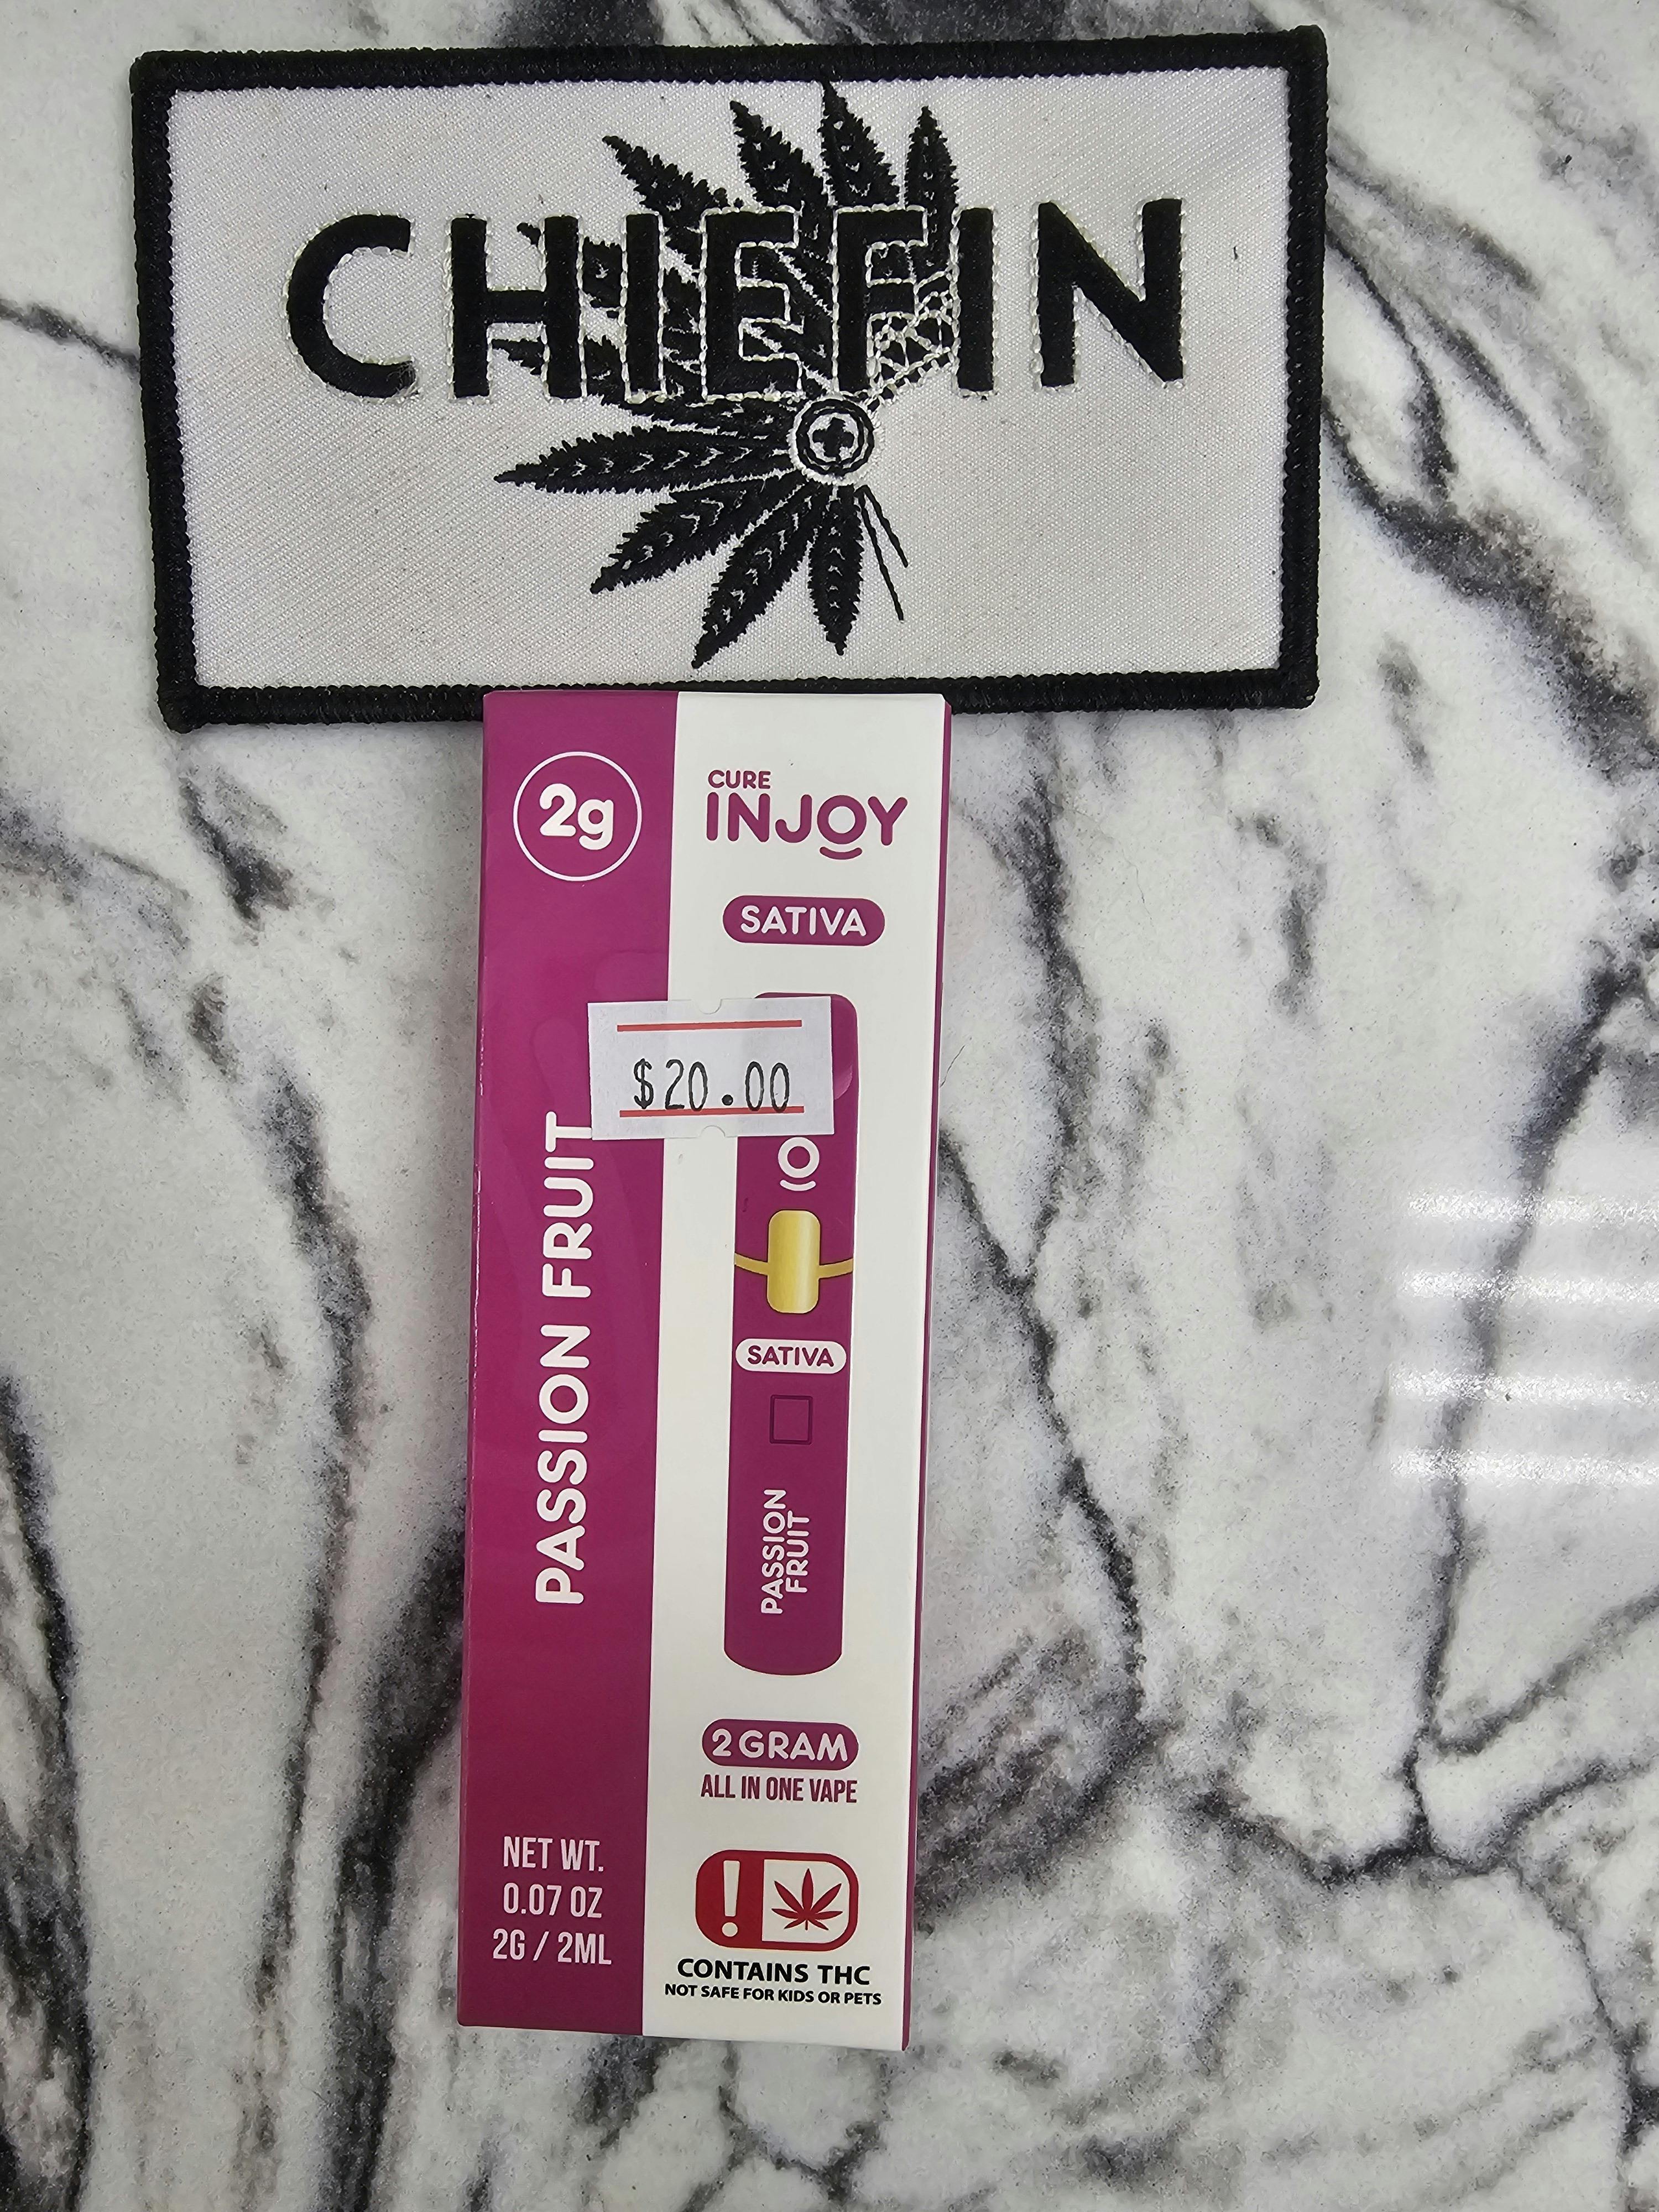 CHIEFIN
2g
CURE
INJOY
SATIVA
$20.00
PASSION FRUIT
SATIVA
PASSION
FRUIT
2 GRAM
ALL IN ONE VAPE
NET WT.
0.07 OZ
2G / 2ML
!
CONTAINS THC
NOT SAFE FOR KIDS OR PETS